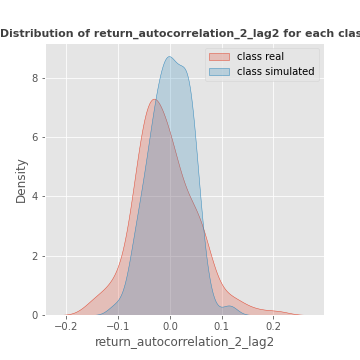 Distribution of return_autocorrelation_2_lag2 for each clas
class real
class simulated
8
6
4
2
0
Density
−0.2 −0.1 0.0 0.1 0.2
return_autocorrelation_2_lag2